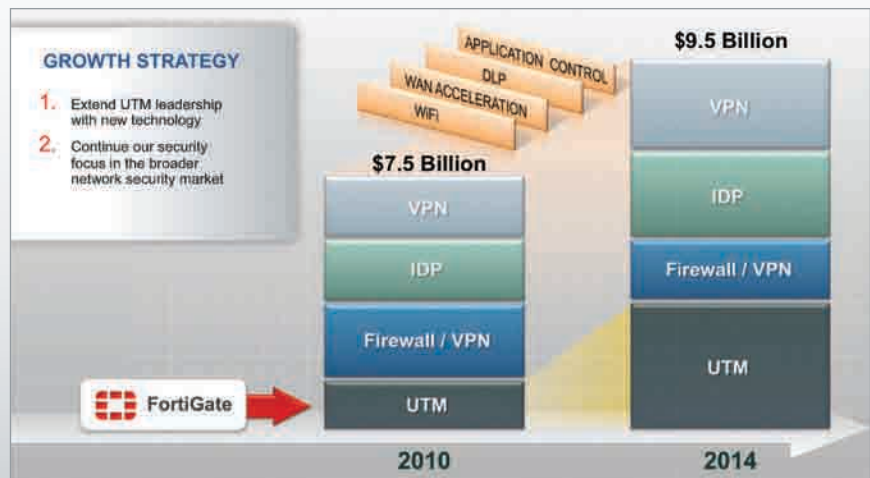 GROWTH STRATEGY
1. Extend UTM leadership
with new technology
2. Continue our security
focus in the broader
network security market
APPLICATION CONTROL
DLP
WAN ACCELERATION
WiFi
$7.5 Billion
VPN
IDP
Firewall / VPN
UTM
$9.5 Billion
VPN
IDP
Firewall / VPN
UTM
FortiGate
2010
2014